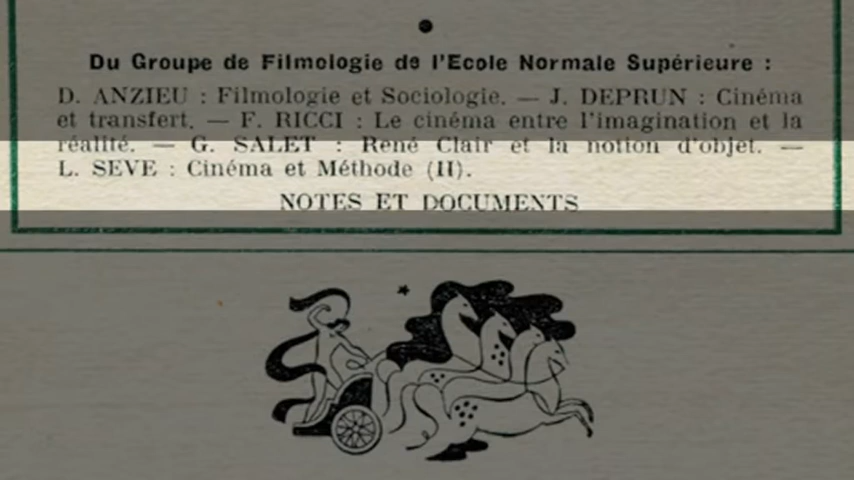 Du Groupe de Filmologie de l'Ecole Normale Supérieure :
D. ANZIEU : Filmologie et Sociologie. — J. DEPRUN : Cinéma
et transfert. — F. RICCI : Le cinéma entre l'imagination et la
réalité. — G. SALET : René Clair et la notion d'objet. —
L. SEVE : Cinéma et Méthode (II).
NOTES ET DOCUMENTS